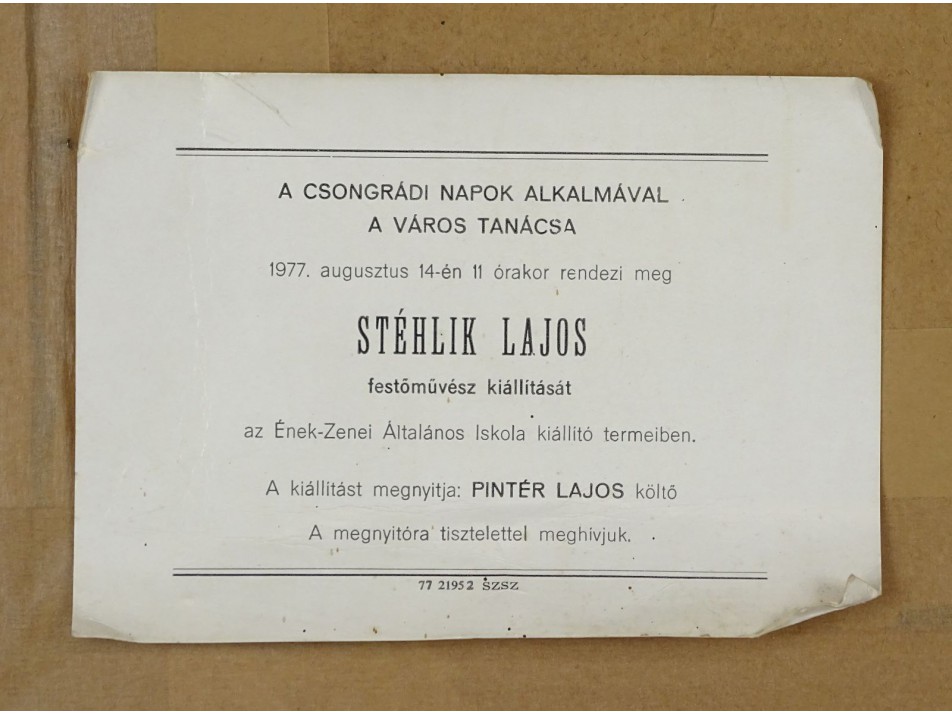 A CSONGRÁDI NAPOK ALKALMÁVAL
A VÁROS TANÁCSA
1977. augusztus 14-én 11 órakor rendezi meg
STÉHLIK LAJOS
festőművész kiállítását
az Ének-Zenei Általános Iskola kiállító termeiben.
A kiállítást megnyitja: PINTÉR LAJOS költő
A megnyitóra tisztelettel meghívjuk.
77 21952 SZSZ